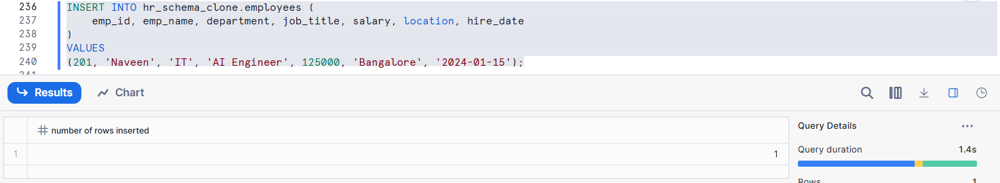 236 INSERT INTO hr_schema_clone.employees (
237     emp_id, emp_name, department, job_title, salary, location, hire_date
238 )
239 VALUES
240 (201, 'Naveen', 'IT', 'AI Engineer', 125000, 'Bangalore', '2024-01-15');
241
Results Chart
number of rows inserted
1 1
Query Details
Query duration 1.4s
Rows 1